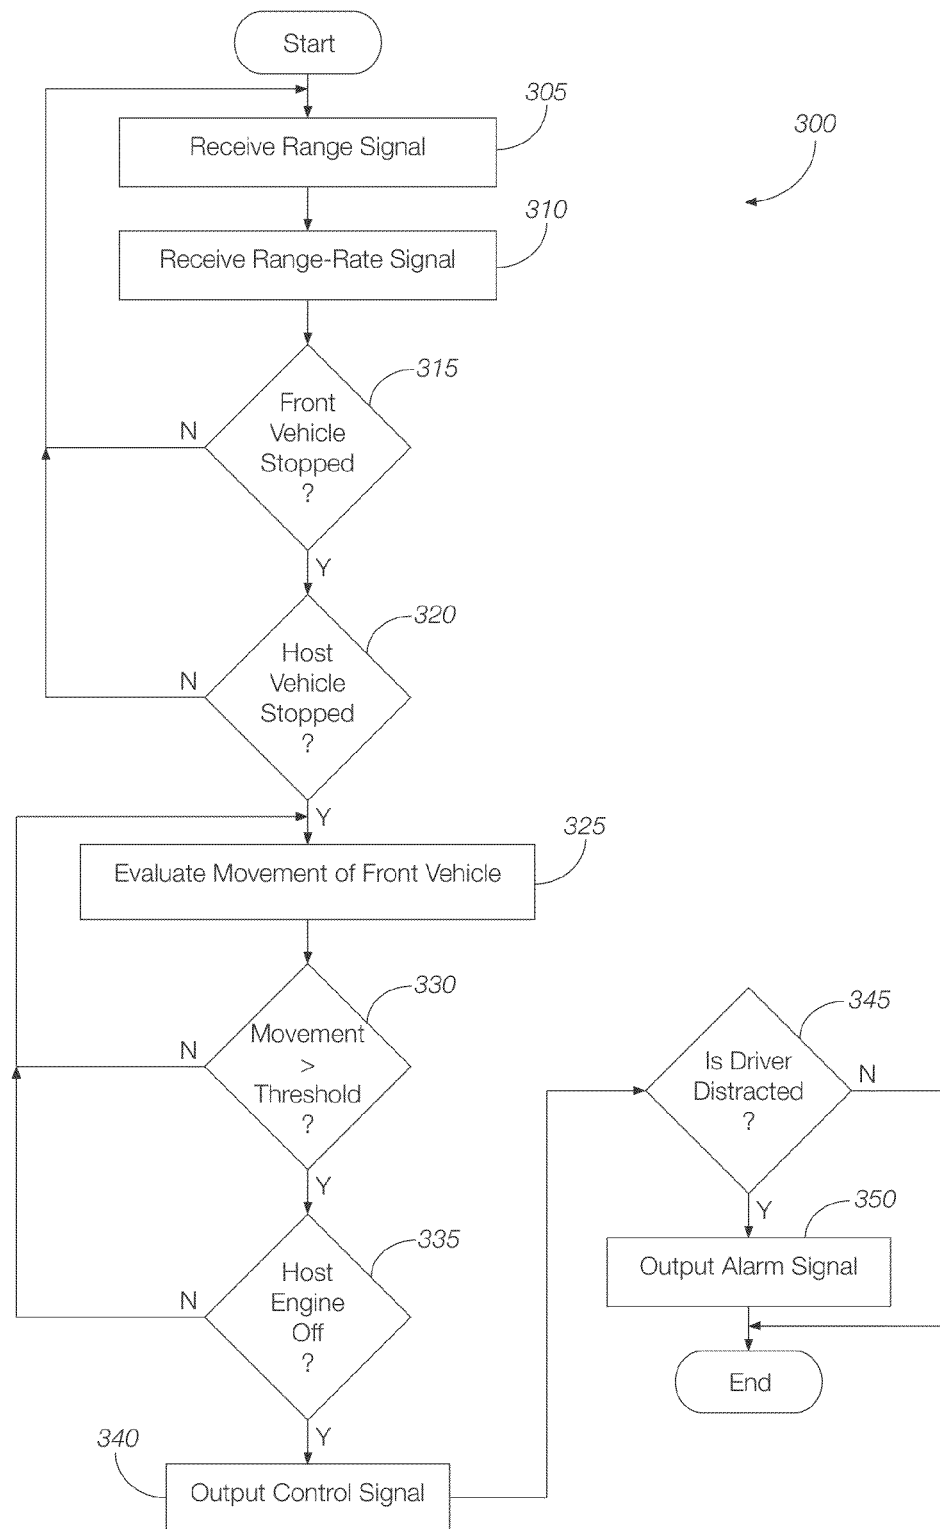 Start
305
Receive Range Signal
300
310
Receive Range-Rate Signal
315
Front
Vehicle
Stopped
?
N
Y
320
Host
Vehicle
Stopped
?
N
Y
325
Evaluate Movement of Front Vehicle
330
Movement
>
Threshold
?
N
Y
335
Host
Engine
Off
?
N
Y
340
Output Control Signal
345
Is Driver
Distracted
?
N
Y
350
Output Alarm Signal
End